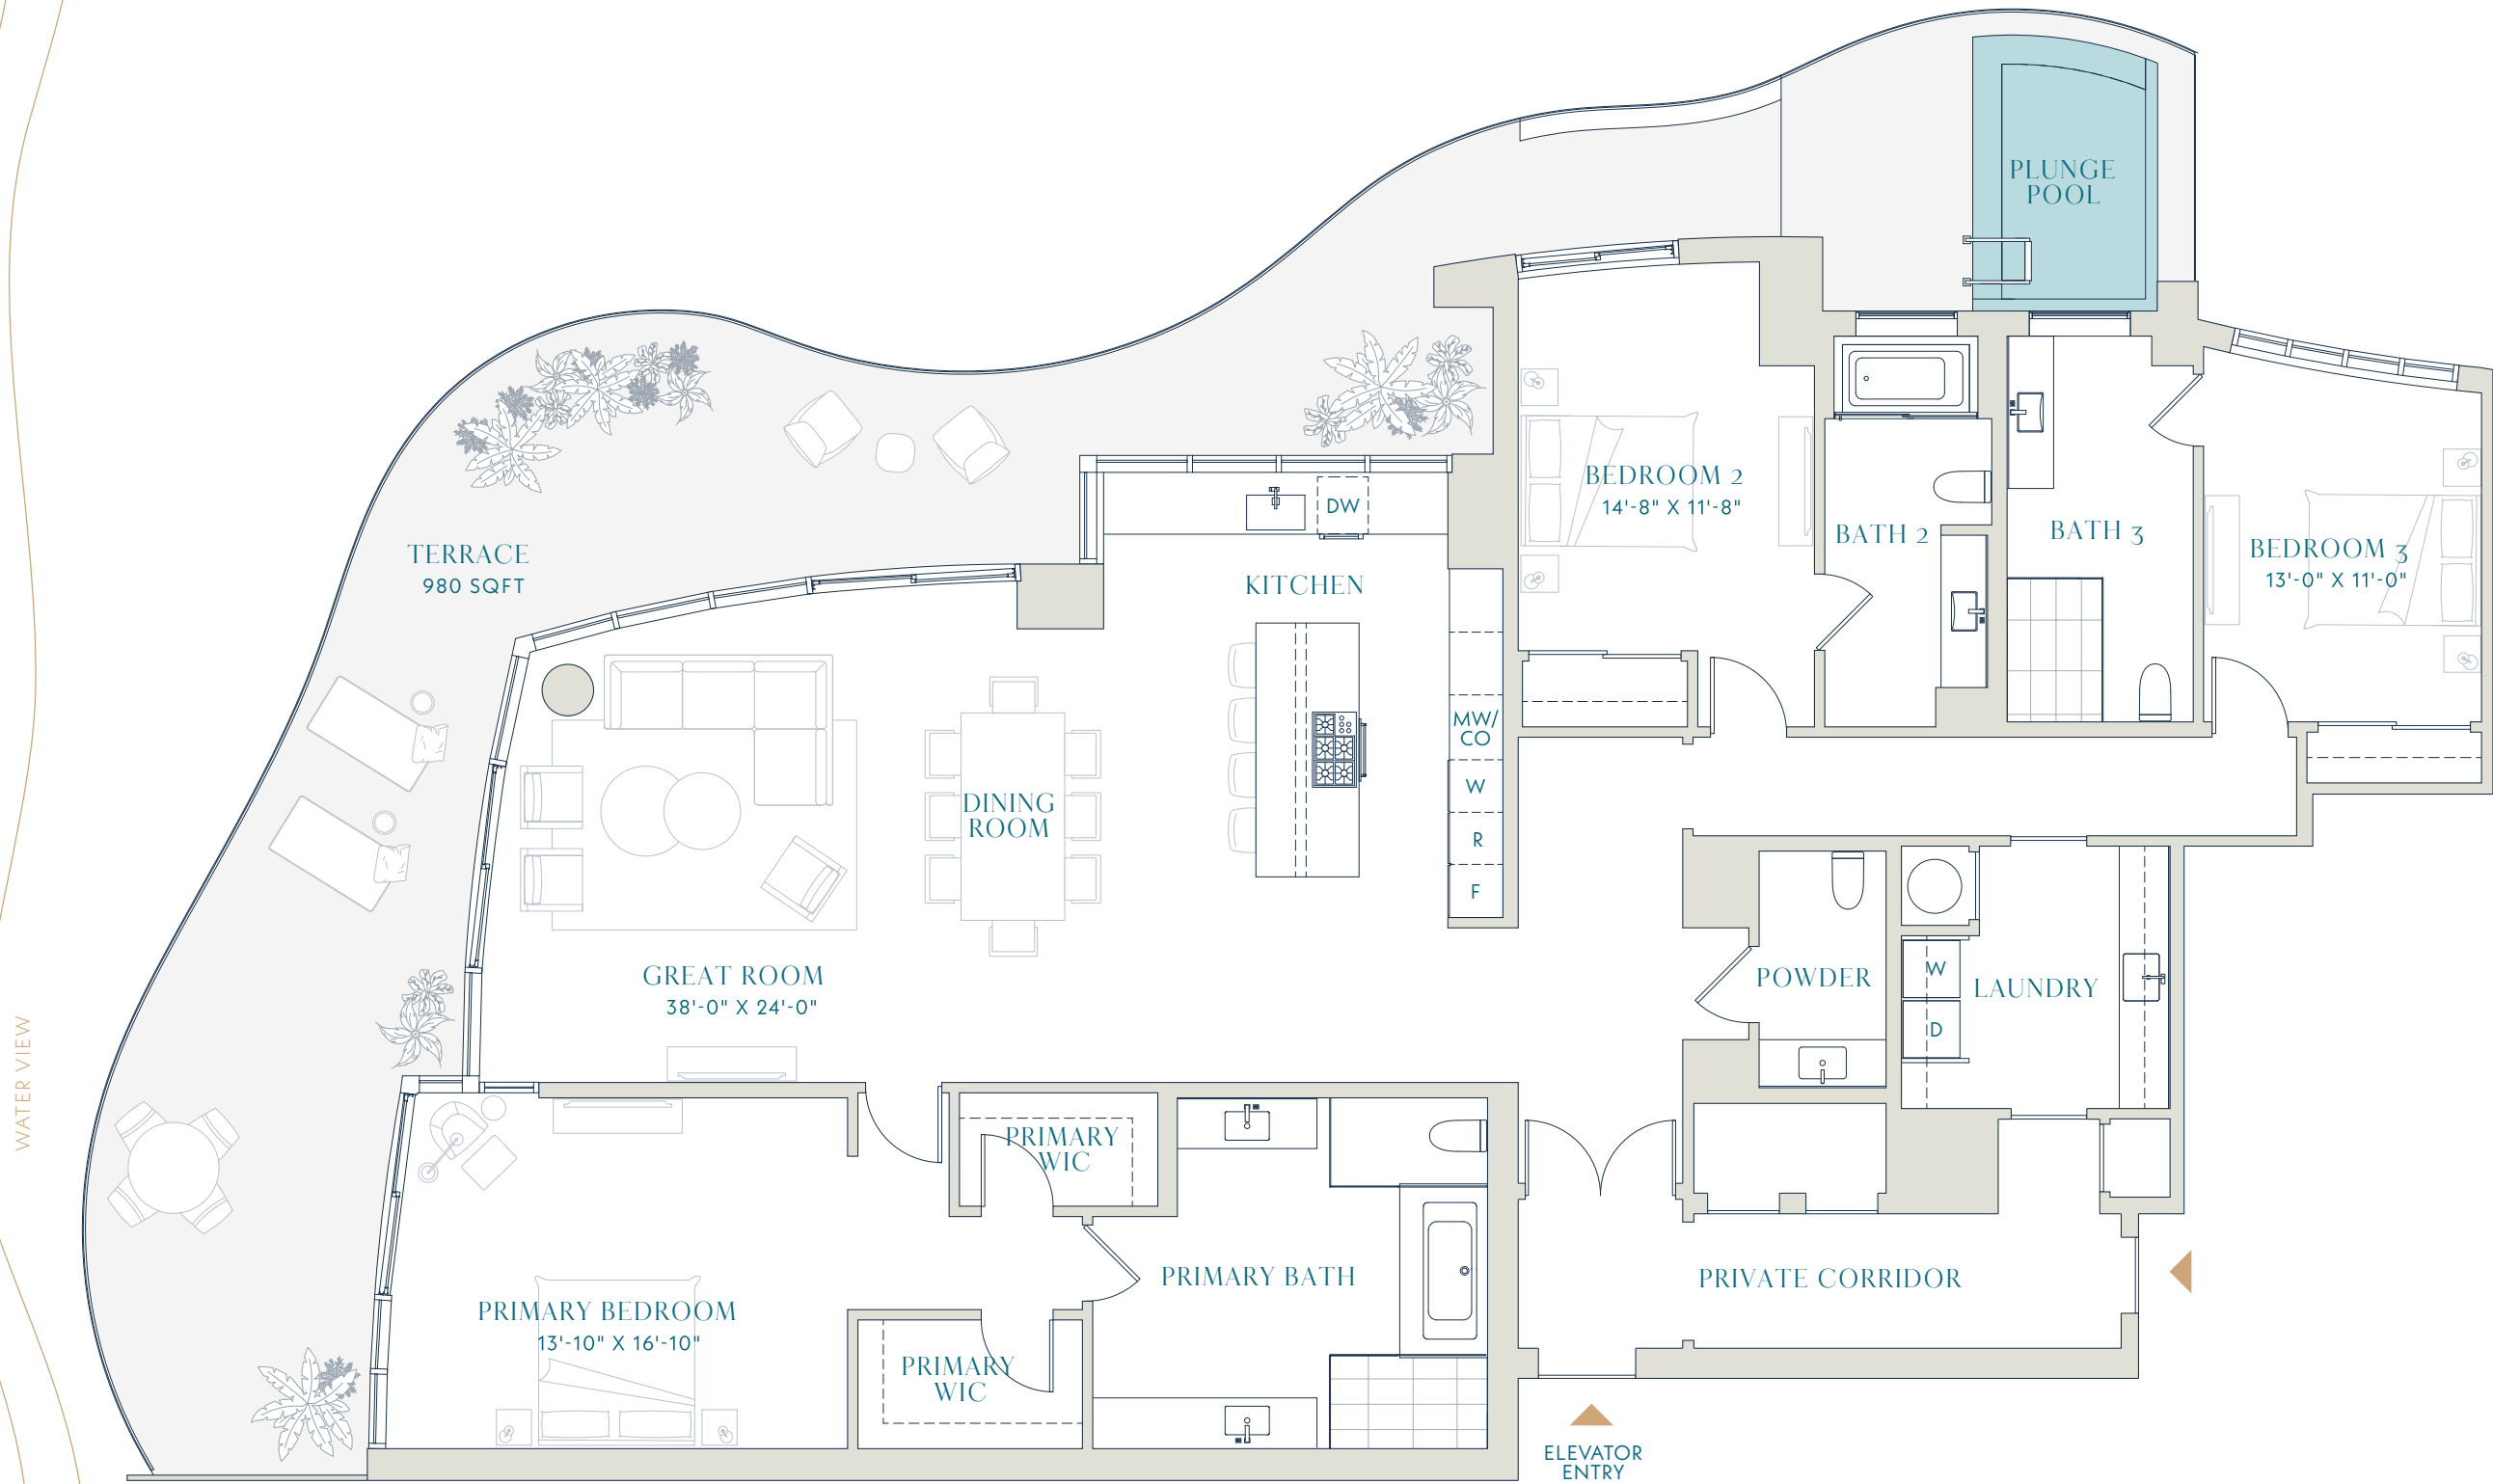 PLUNGE
POOL
BEDROOM 2
14'-8" X 11'-8"
BATH 2
BATH 3
BEDROOM 3
13'-0" X 11'-0"
TERRACE
980 SQFT
DW
KITCHEN
MW/
CO
W
R
F
DINING
ROOM
GREAT ROOM
38'-0" X 24'-0"
POWDER
W
D
LAUNDRY
WATER VIEW
PRIMARY
WIC
PRIMARY BATH
PRIVATE CORRIDOR
PRIMARY BEDROOM
13'-10" X 16'-10"
PRIMARY
WIC
ELEVATOR
ENTRY